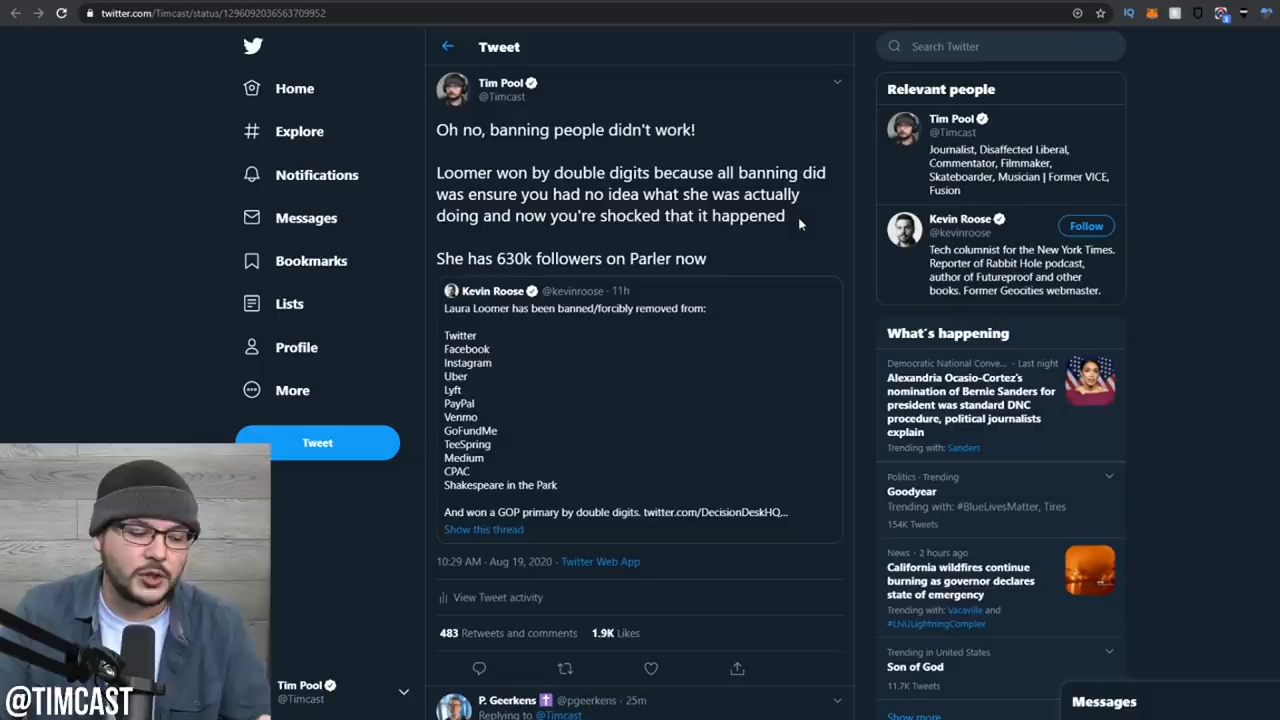 twitter.com/Timcast/status/1296092036563709952
Home
Explore
Notifications
Messages
Bookmarks
Lists
Profile
More
Tweet
Tim Pool
@Timcast
@TIMCAST
Tweet
Tim Pool
@Timcast
Oh no, banning people didn't work!
Loomer won by double digits because all banning did
was ensure you had no idea what she was actually
doing and now you're shocked that it happened
She has 630k followers on Parler now
Kevin Roose @kevinroose · 11h
Laura Loomer has been banned/forcibly removed from:
Twitter
Facebook
Instagram
Uber
Lyft
PayPal
Venmo
GoFundMe
TeeSpring
Medium
CPAC
Shakespeare in the Park
And won a GOP primary by double digits. twitter.com/DecisionDeskHQ...
Show this thread
10:29 AM · Aug 19, 2020 · Twitter Web App
View Tweet activity
483 Retweets and comments 1.9K Likes
P. Geerkens @pgeerkens · 25m
Replying to @Timcast
Search Twitter
Relevant people
Tim Pool
@Timcast
Journalist, Disaffected Liberal,
Commentator, Filmmaker,
Skateboarder, Musician | Former VICE,
Fusion
Kevin Roose
@kevinroose
Follow
Tech columnist for the New York Times.
Reporter of Rabbit Hole podcast,
author of Futureproof and other
books. Former Geocities webmaster.
What's happening
Democratic National Conve... · Last night
Alexandria Ocasio-Cortez's
nomination of Bernie Sanders for
president was standard DNC
procedure, political journalists
explain
Trending with: Sanders
Politics · Trending
Goodyear
Trending with: #BlueLivesMatter, Tires
154K Tweets
News · 2 hours ago
California wildfires continue
burning as governor declares
state of emergency
Trending with: Vacaville and
#LNULightningComplex
Trending in United States
Son of God
11.7K Tweets
Show more
Messages